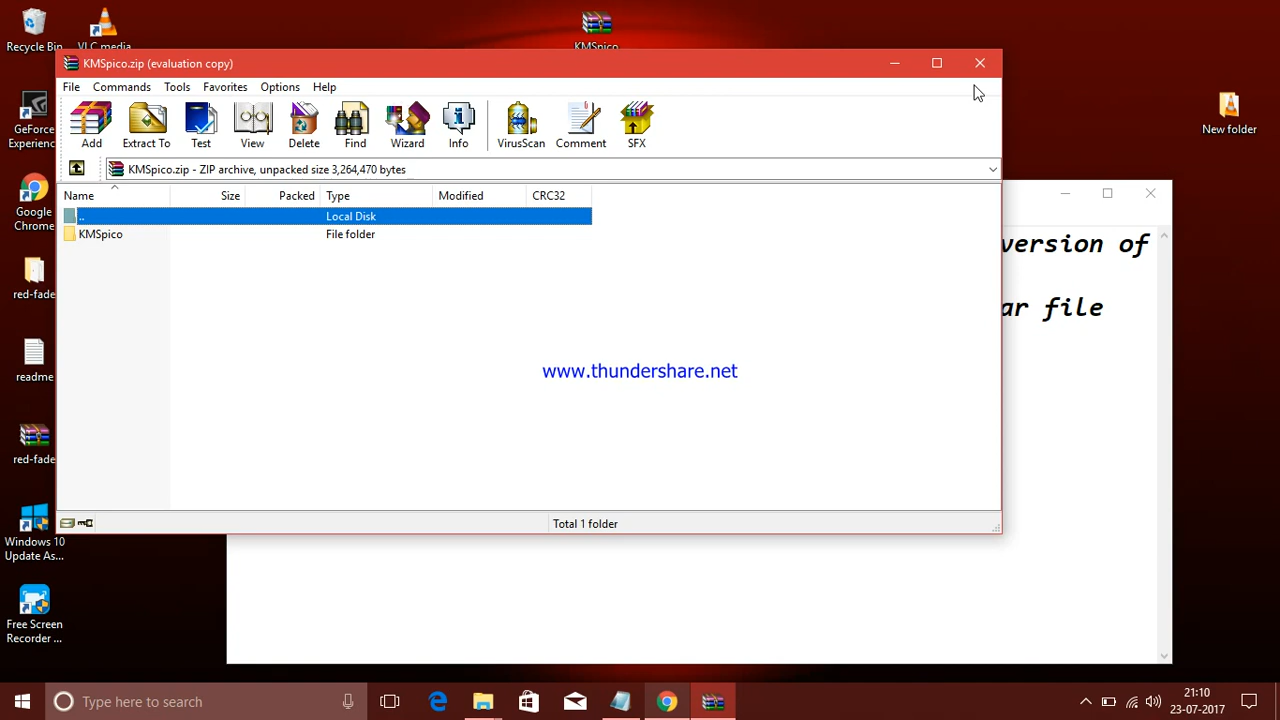 Recycle Bin
VLC media
KMSpico
KMSpico.zip (evaluation copy)
File Commands Tools Favorites Options Help
Add Extract To Test View Delete Find Wizard Info VirusScan Comment SFX
KMSpico.zip - ZIP archive, unpacked size 3,264,470 bytes
Name Size Packed Type Modified CRC32
.. Local Disk
KMSpico File folder
www.thundershare.net
Total 1 folder
version of
ar file
GeForce
Experienc
Google
Chrome
red-fade
readme
red-fade
Windows 10
Update As...
Free Screen
Recorder ...
New folder
Type here to search
21:10
23-07-2017